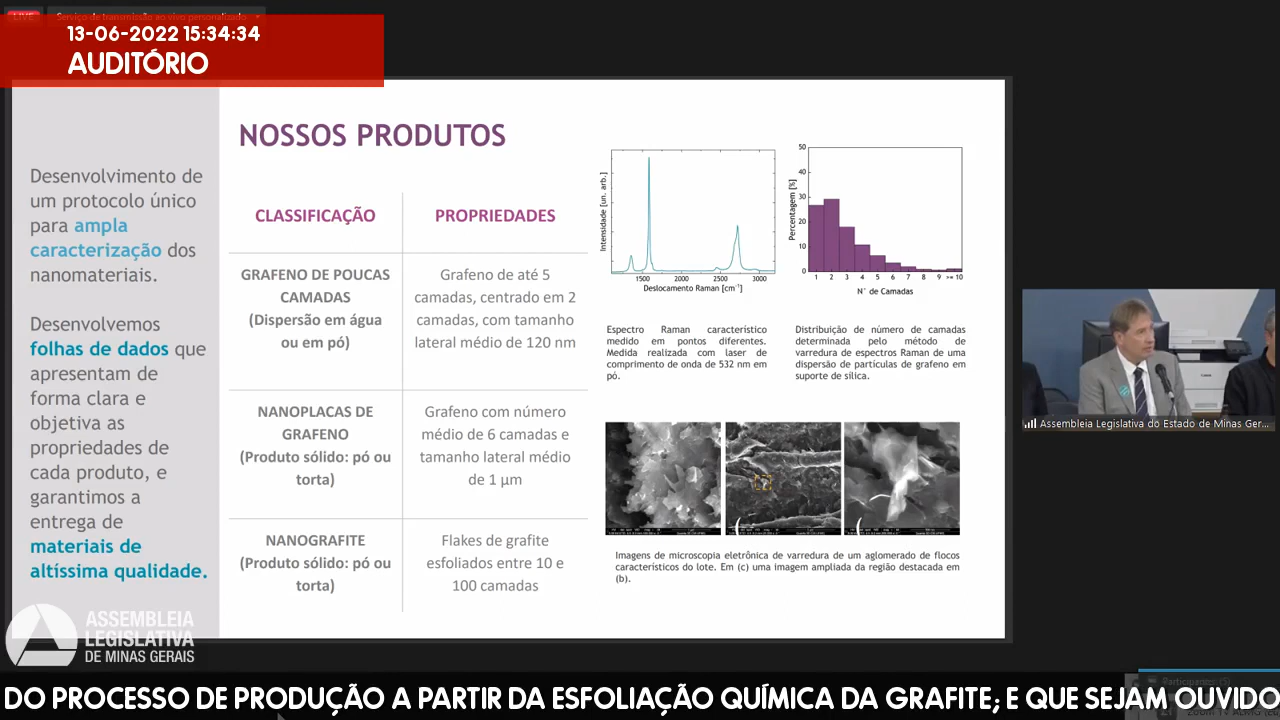 LIVE
Serviço de transmissão ao vivo personalizado
13-06-2022 15:34:34
AUDITÓRIO
Desenvolvimento de
um protocolo único
para ampla
caracterização dos
nanomateriais.
Desenvolvemos
folhas de dados que
apresentam de
forma clara e
objetiva as
propriedades de
cada produto, e
garantimos a
entrega de
materiais de
altíssima qualidade.
NOSSOS PRODUTOS
CLASSIFICAÇÃO
PROPRIEDADES
GRAFENO DE POUCAS
CAMADAS
(Dispersão em água
ou em pó)
Grafeno de até 5
camadas, centrado em 2
camadas, com tamanho
lateral médio de 120 nm
NANOPLACAS DE
GRAFENO
(Produto sólido: pó ou
torta)
Grafeno com número
médio de 6 camadas e
tamanho lateral médio
de 1 µm
NANOGRAFITE
(Produto sólido: pó ou
torta)
Flakes de grafite
esfoliados entre 10 e
100 camadas
Intensidade [un. arb.]
1500 2000 2500 3000
Deslocamento Raman [cm⁻¹]
Percentagem [%]
50
40
30
20
10
0
1 2 3 4 5 6 7 8 9 >= 10
N° de Camadas
Espectro Raman característico
medido em pontos diferentes.
Medida realizada com laser de
comprimento de onda de 532 nm em
pó.
Distribuição de número de camadas
determinada pelo método de
varredura de espectros Raman de uma
dispersão de partículas de grafeno em
suporte de sílica.
Imagens de microscopia eletrônica de varredura de um aglomerado de flocos
característicos do lote. Em (c) uma imagem ampliada da região destacada em
(b).
Assembleia Legislativa do Estado de Minas Ger...
ASSEMBLEIA
LEGISLATIVA
DE MINAS GERAIS
Participantes (5)
DO PROCESSO DE PRODUÇÃO A PARTIR DA ESFOLIAÇÃO QUÍMICA DA GRAFITE; E QUE SEJAM OUVIDO